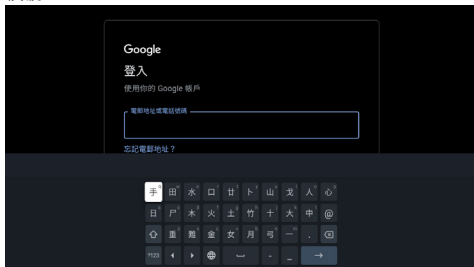 Google
登入
使用你的 Google 帳戶
電郵地址或電話號碼
忘記電郵地址？
手 田 水 口 廿 卜 山 戈 人 心
日 尸 木 火 土 竹 十 大 中 @
重 難 金 女 月 弓 一 .
?123 - _